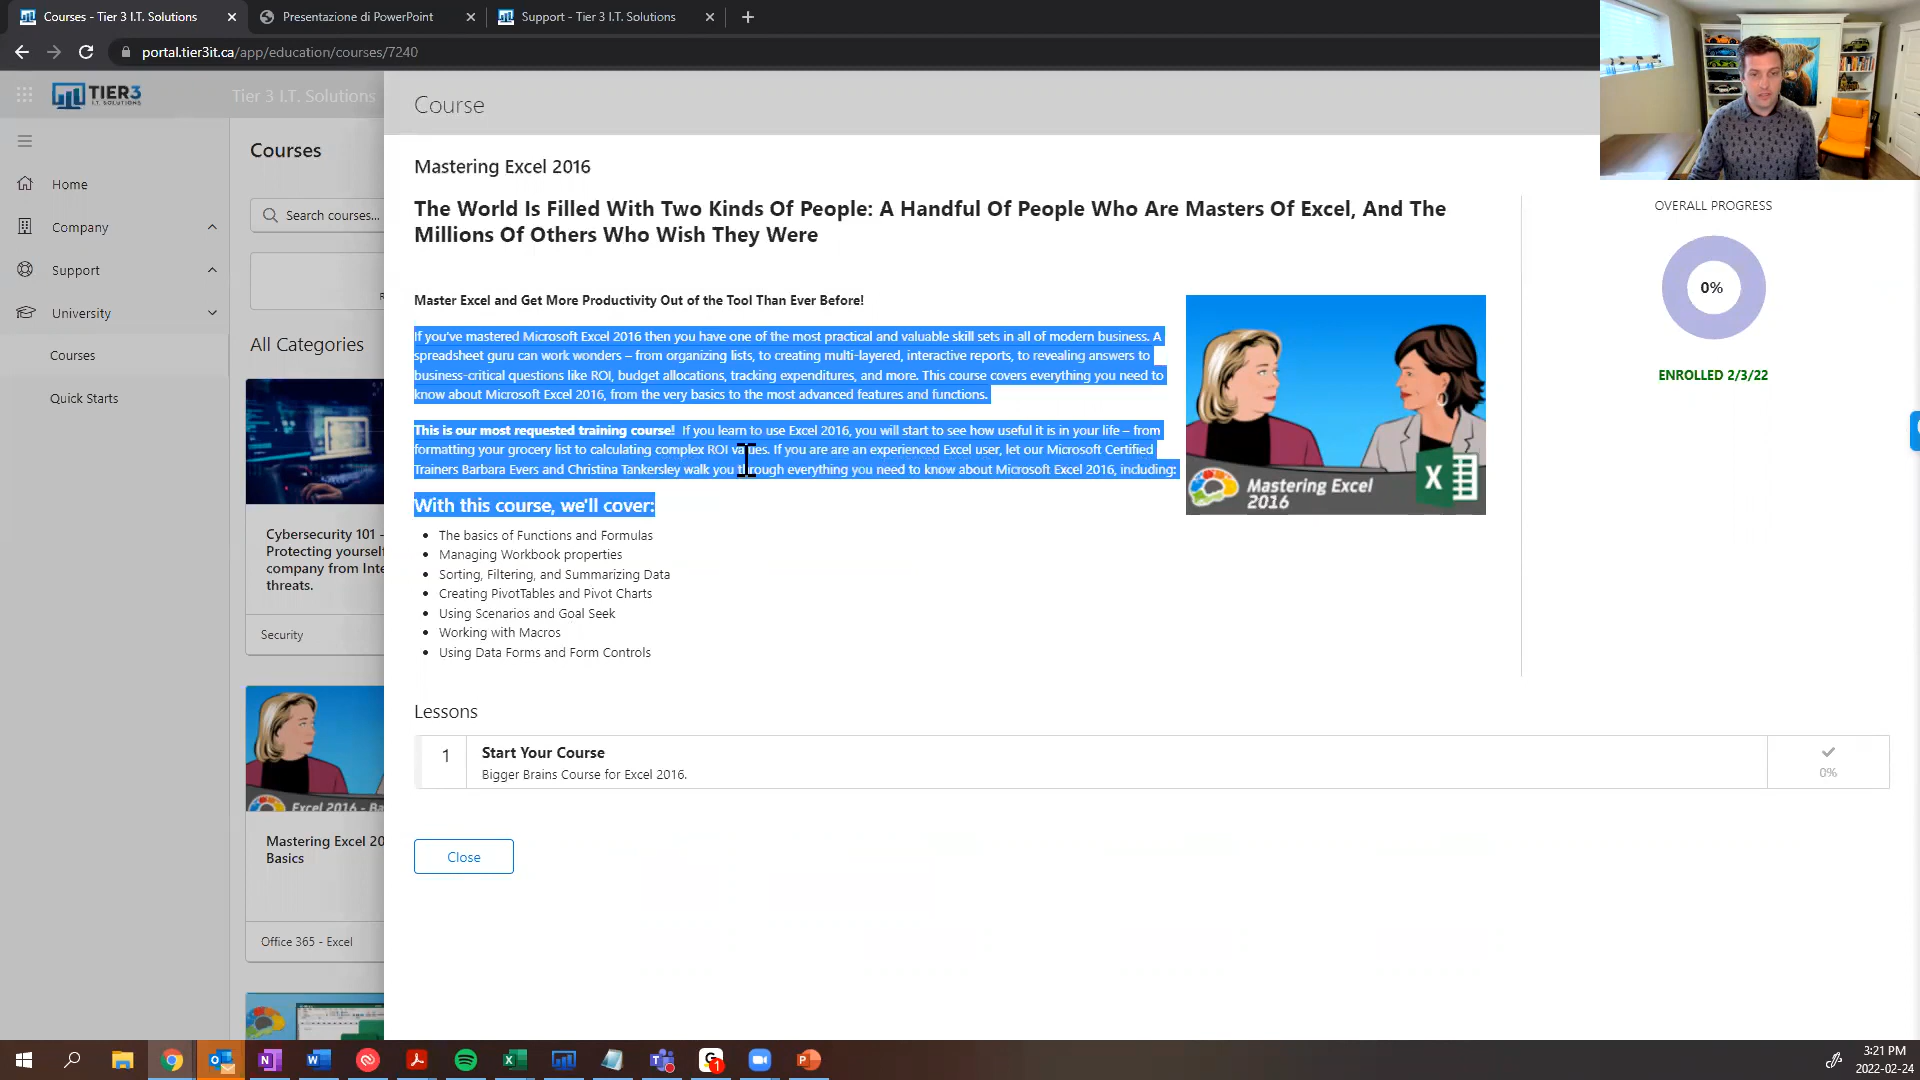 Courses - Tier 3 I.T. Solutions
Presentazione di PowerPoint
Support - Tier 3 I.T. Solutions
portal.tier3it.ca/app/education/courses/7240
TIER3
I.T. SOLUTIONS
Tier 3 I.T. Solutions
Course
Home
Company
Support
University
Courses
Quick Starts
Courses
Search courses...
All Categories
Cybersecurity 101 -
Protecting yourself
company from Inte
threats.
Security
Excel 2016 - Ba
Mastering Excel 20
Basics
Office 365 - Excel
Mastering Excel 2016
The World Is Filled With Two Kinds Of People: A Handful Of People Who Are Masters Of Excel, And The
Millions Of Others Who Wish They Were
Master Excel and Get More Productivity Out of the Tool Than Ever Before!
If you've mastered Microsoft Excel 2016 then you have one of the most practical and valuable skill sets in all of modern business. A
spreadsheet guru can work wonders – from organizing lists, to creating multi-layered, interactive reports, to revealing answers to
business-critical questions like ROI, budget allocations, tracking expenditures, and more. This course covers everything you need to
know about Microsoft Excel 2016, from the very basics to the most advanced features and functions.
This is our most requested training course! If you learn to use Excel 2016, you will start to see how useful it is in your life – from
formatting your grocery list to calculating complex ROI values. If you are are an experienced Excel user, let our Microsoft Certified
Trainers Barbara Evers and Christina Tankersley walk you through everything you need to know about Microsoft Excel 2016, including:
With this course, we'll cover:
The basics of Functions and Formulas
Managing Workbook properties
Sorting, Filtering, and Summarizing Data
Creating PivotTables and Pivot Charts
Using Scenarios and Goal Seek
Working with Macros
Using Data Forms and Form Controls
Mastering Excel
2016
OVERALL PROGRESS
0%
ENROLLED 2/3/22
Lessons
1
Start Your Course
Bigger Brains Course for Excel 2016.
0%
Close
3:21 PM
2022-02-24